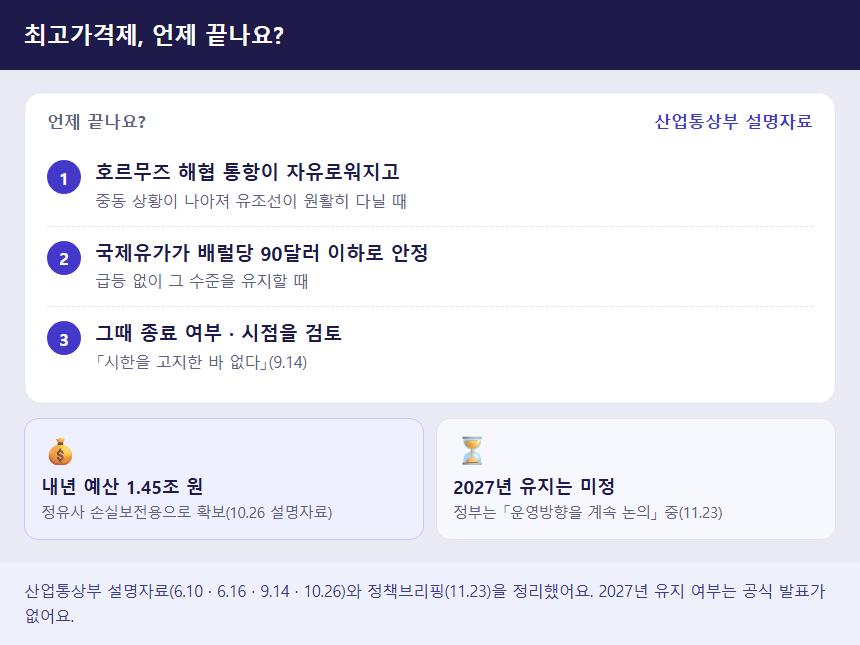 최고가격제, 언제 끝나요?
언제 끝나요?
산업통상부 설명자료
1
호르무즈 해협 통항이 자유로워지고
중동 상황이 나아져 유조선이 원활히 다닐 때
2
국제유가가 배럴당 90달러 이하로 안정
급등 없이 그 수준을 유지할 때
3
그때 종료 여부 · 시점을 검토
「시한을 고지한 바 없다」(9.14)
내년 예산 1.45조 원
정유사 손실보전용으로 확보(10.26 설명자료)
2027년 유지는 미정
정부는 「운영방향을 계속 논의」 중(11.23)
산업통상부 설명자료(6.10 · 6.16 · 9.14 · 10.26)와 정책브리핑(11.23)을 정리했어요. 2027년 유지 여부는 공식 발표가
없어요.